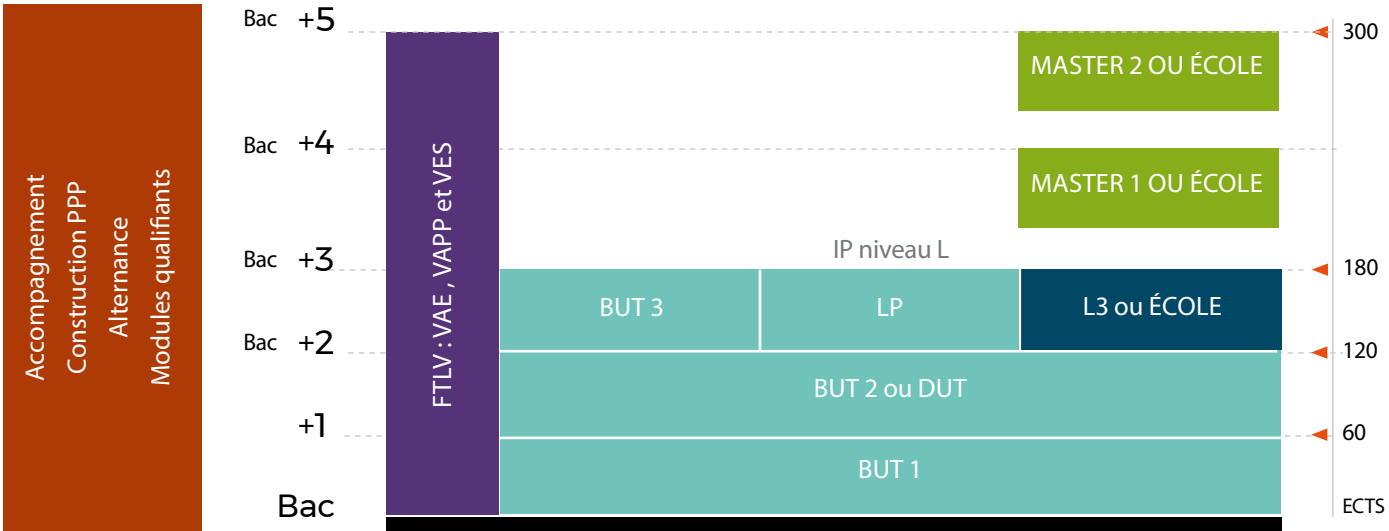 Accompagnement
Construction PPP
Alternance
Modules qualifiants
Bac +5
Bac +4
Bac +3
Bac +2
+1
Bac
FTLV : VAE , VAPP et VES
MASTER 2 OU ÉCOLE
MASTER 1 OU ÉCOLE
IP niveau L
BUT 3
LP
L3 ou ÉCOLE
BUT 2 ou DUT
BUT 1
300
180
120
60
ECTS